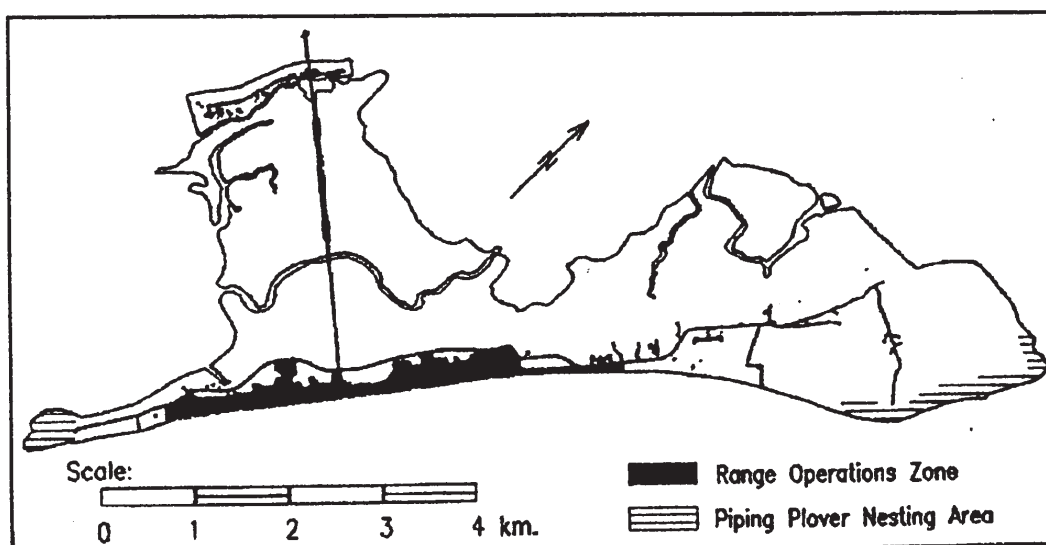 N
Scale:
0 1 2 3 4 km.
Range Operations Zone
Piping Plover Nesting Area